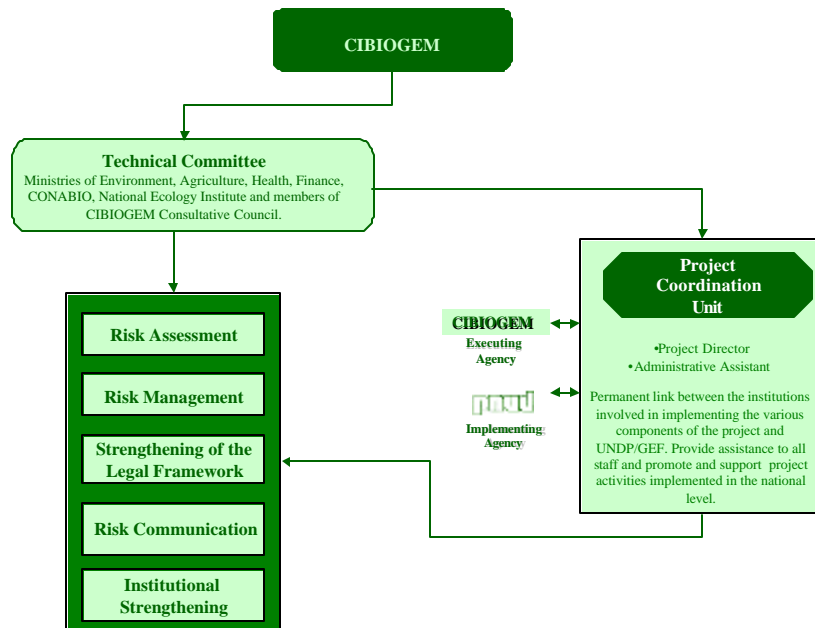 CIBIOGEM
Technical Committee
Ministries of Environment, Agriculture, Health, Finance,
CONABIO, National Ecology Institute and members of
CIBIOGEM Consultative Council.
Risk Assessment
Risk Management
Strengthening of the
Legal Framework
Risk Communication
Institutional
Strengthening
CIBIOGEM
Executing
Agency
pnud
Implementing
Agency
Project
Coordination
Unit
•Project Director
•Administrative Assistant
Permanent link between the institutions
involved in implementing the various
components of the project and
UNDP/GEF. Provide assistance to all
staff and promote and support project
activities implemented in the national
level.